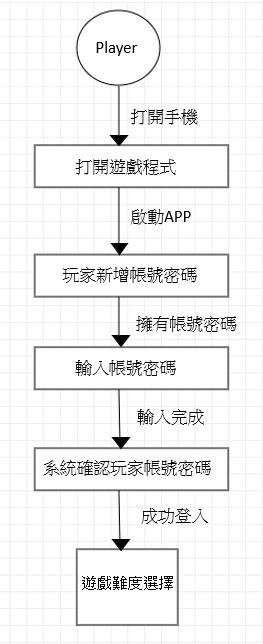 Player
打開手機
打開遊戲程式
啟動APP
玩家新增帳號密碼
擁有帳號密碼
輸入帳號密碼
輸入完成
系統確認玩家帳號密碼
成功登入
遊戲難度選擇